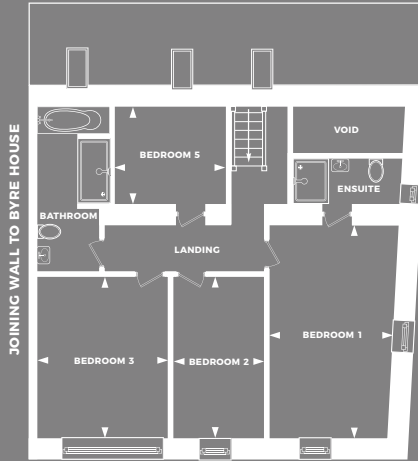 JOINING WALL TO BYRE HOUSE
VOID
BEDROOM 5
ENSUITE
BATHROOM
LANDING
BEDROOM 1
BEDROOM 3
BEDROOM 2